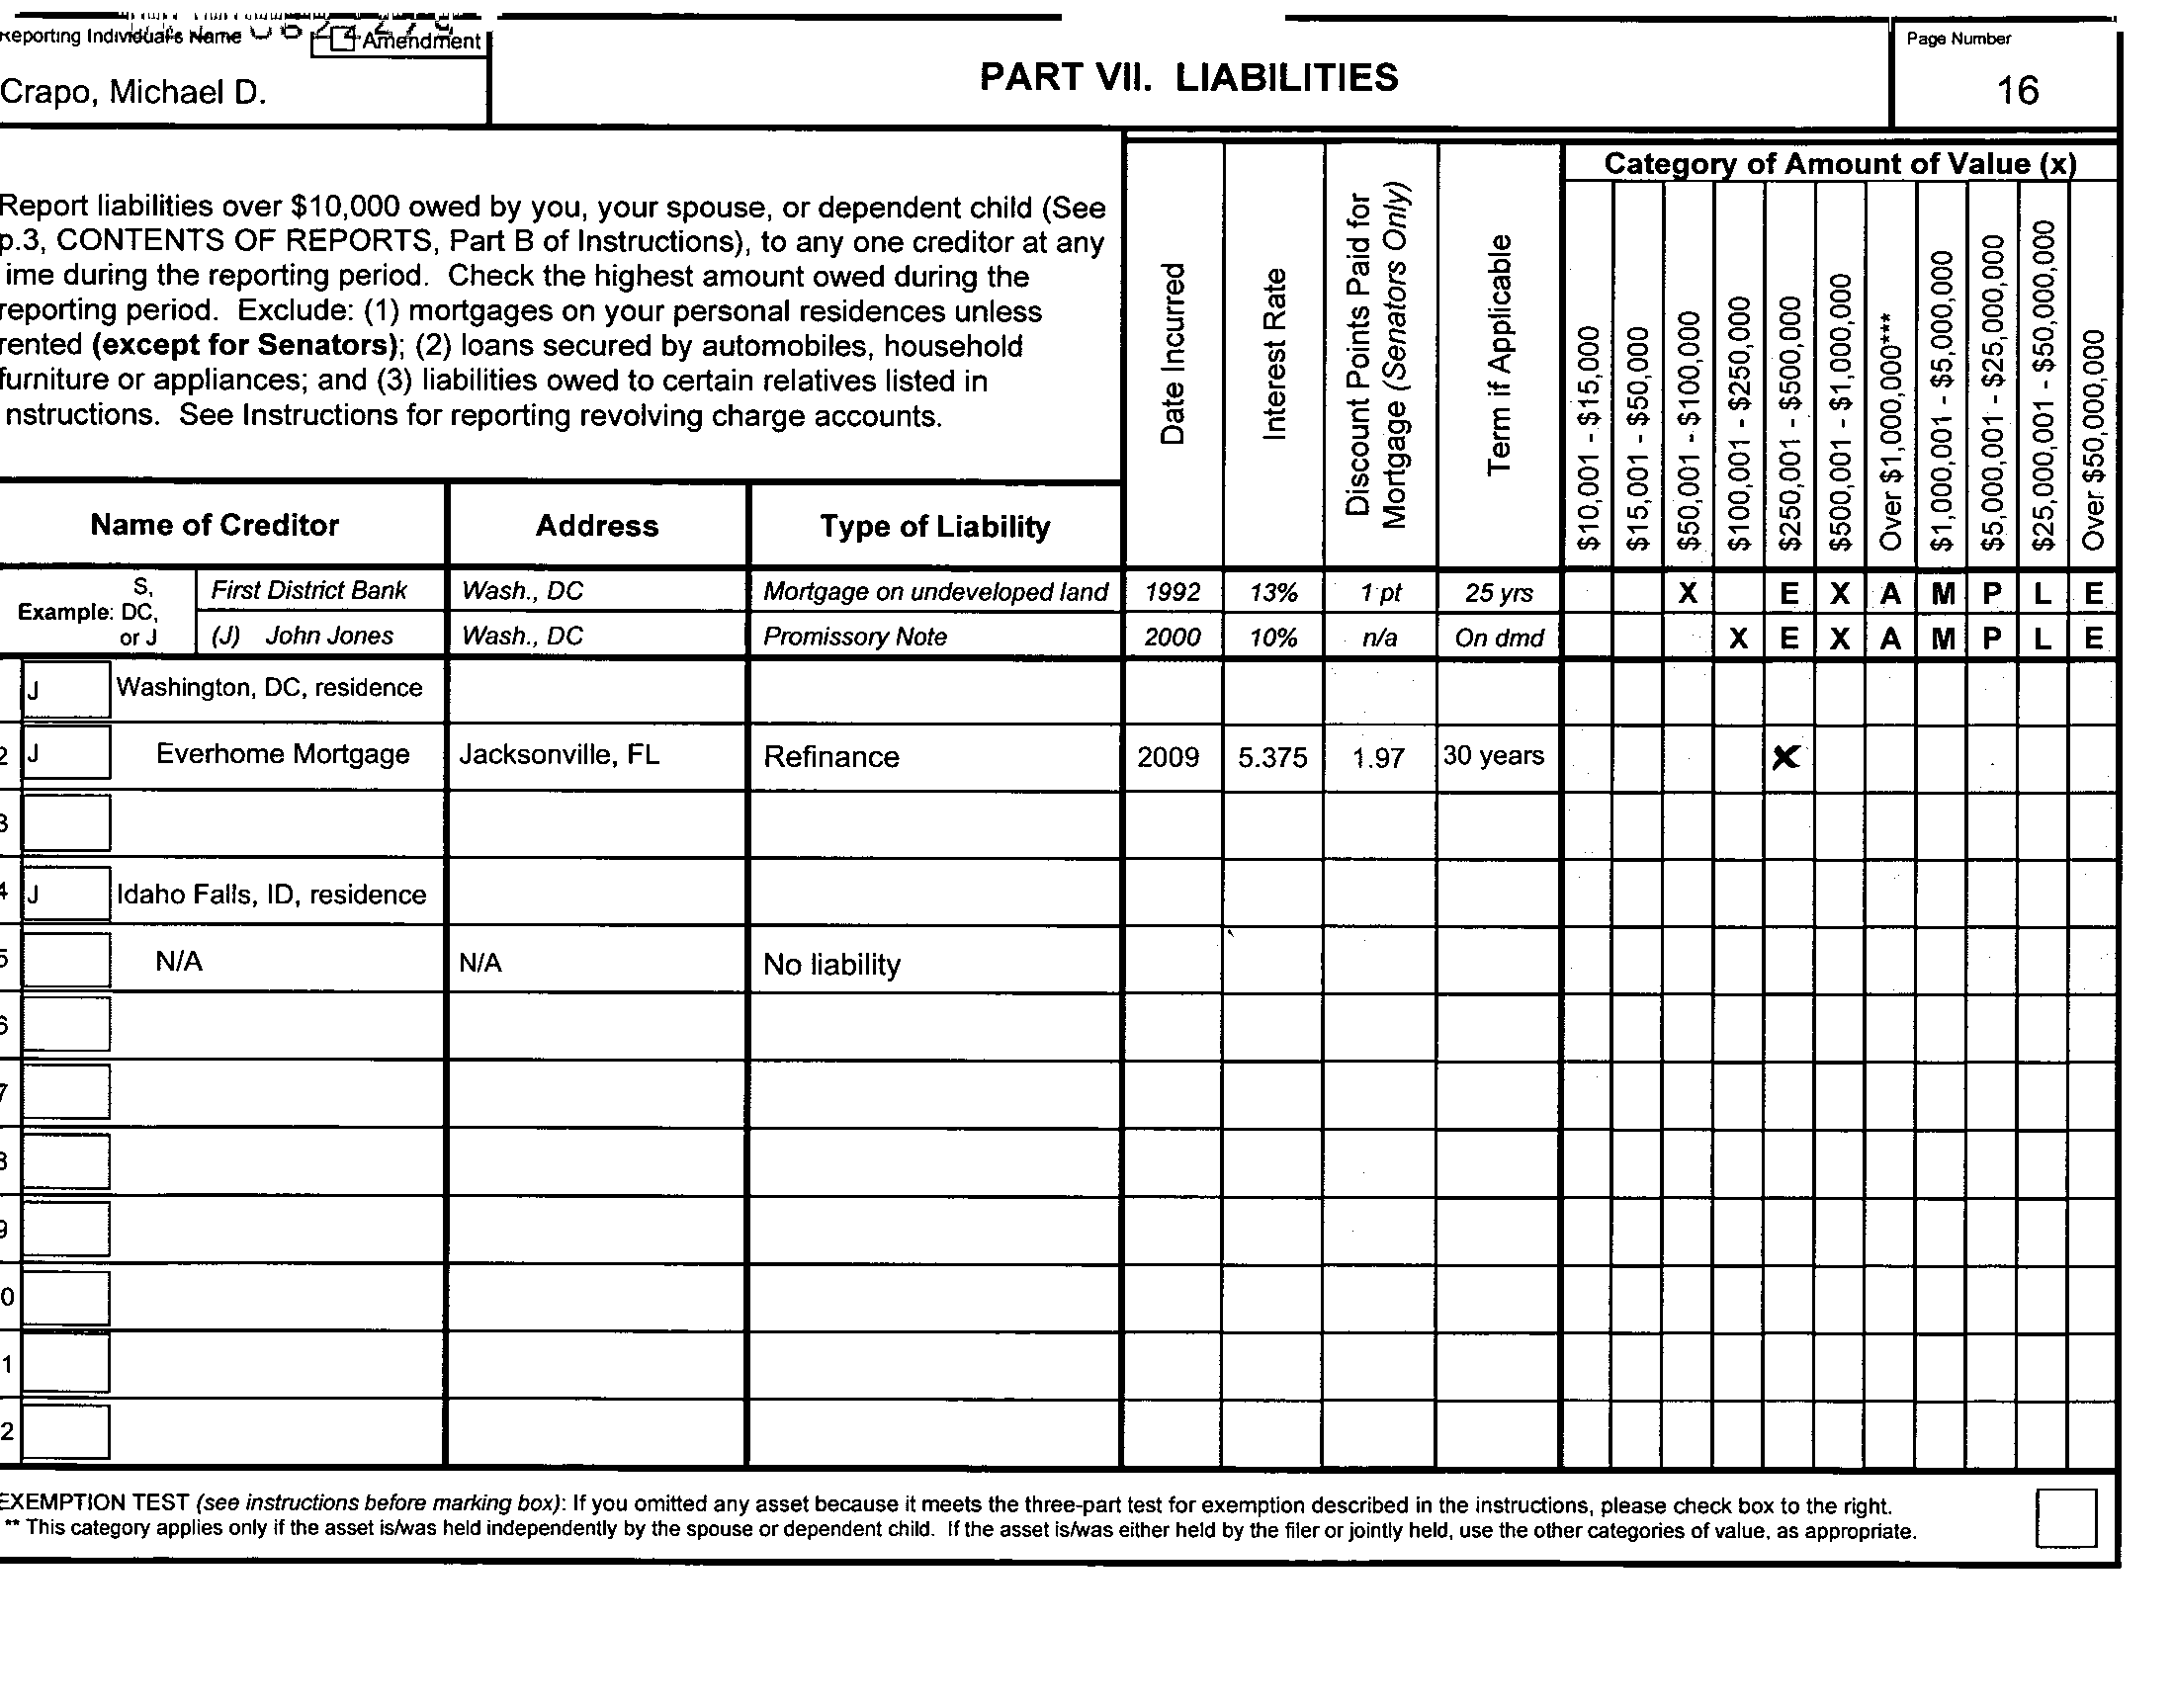 Reporting Individual's Name
Amendment
Crapo, Michael D.
PART VII. LIABILITIES
Page Number
16
Report liabilities over $10,000 owed by you, your spouse, or dependent child (See
p.3, CONTENTS OF REPORTS, Part B of Instructions), to any one creditor at any
ime during the reporting period. Check the highest amount owed during the
reporting period. Exclude: (1) mortgages on your personal residences unless
rented (except for Senators); (2) loans secured by automobiles, household
furniture or appliances; and (3) liabilities owed to certain relatives listed in
nstructions. See Instructions for reporting revolving charge accounts.
Date Incurred
Interest Rate
Discount Points Paid for
Mortgage (Senators Only)
Term if Applicable
Category of Amount of Value (x)
$10,001 - $15,000
$15,001 - $50,000
$50,001 - $100,000
$100,001 - $250,000
$250,001 - $500,000
$500,001 - $1,000,000
Over $1,000,000***
$1,000,001 - $5,000,000
$5,000,001 - $25,000,000
$25,000,001 - $50,000,000
Over $50,000,000
Name of Creditor Address Type of Liability
Example: S, DC, or J
First District Bank Wash., DC Mortgage on undeveloped land 1992 13% 1 pt 25 yrs X E X A M P L E
(J) John Jones Wash., DC Promissory Note 2000 10% n/a On dmd X E X A M P L E
J Washington, DC, residence
2 J Everhome Mortgage Jacksonville, FL Refinance 2009 5.375 1.97 30 years X
3
4 J Idaho Falls, ID, residence
5 N/A N/A No liability
6
7
8
9
0
1
2
EXEMPTION TEST (see instructions before marking box): If you omitted any asset because it meets the three-part test for exemption described in the instructions, please check box to the right.
** This category applies only if the asset is/was held independently by the spouse or dependent child. If the asset is/was either held by the filer or jointly held, use the other categories of value, as appropriate.